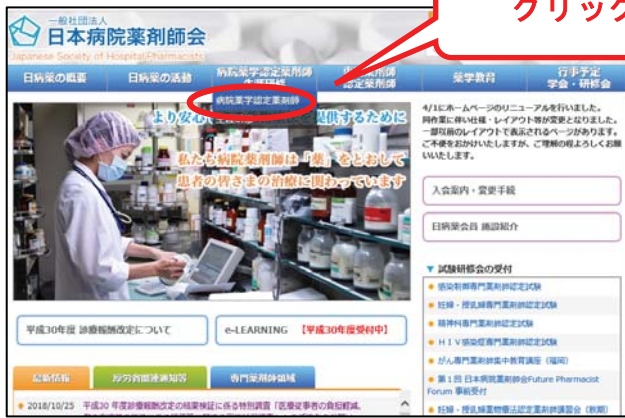 クリック
一般社団法人
日本病院薬剤師会
Japanese Society of Hospital Pharmacists
日病薬の概要
日病薬の活動
病院薬学認定薬剤師
認定薬剤師
薬学教育
行事予定
学会・研修会
病院薬学認定薬剤師
より安心
提供するために
私たち病院薬剤師は「薬」をとおして
患者の皆さまの治療に関わっています
4/1にホームページのリニューアルを行いました。
同作業に伴い仕様・レイアウト等が変更となりました。
一部以前のレイアウトで表示されるページがあります。
ご不便をおかけいたしますが、ご理解の程よろしくお願
いいたします。
入会案内・変更手続
日病薬会員 施設紹介
▼ 試験研修会の受付
感染制御専門薬剤師認定試験
妊婦・授乳婦専門薬剤師認定試験
精神科専門薬剤師認定試験
HIV感染症専門薬剤師認定試験
がん専門薬剤師集中教育講座（福岡）
第1回 日本病院薬剤師会Future Pharmacist
Forum 事前受付
妊婦・授乳婦薬物療法認定薬剤師講習会（秋期）
平成30年度 診療報酬改定について
e-LEARNING 【平成30年度受付中】
最新情報
厚労省関連通知等
専門薬剤師領域
2018/10/25 平成30 年度診療報酬改定の結果検証に係る特別調査「医療従事者の負担軽減、